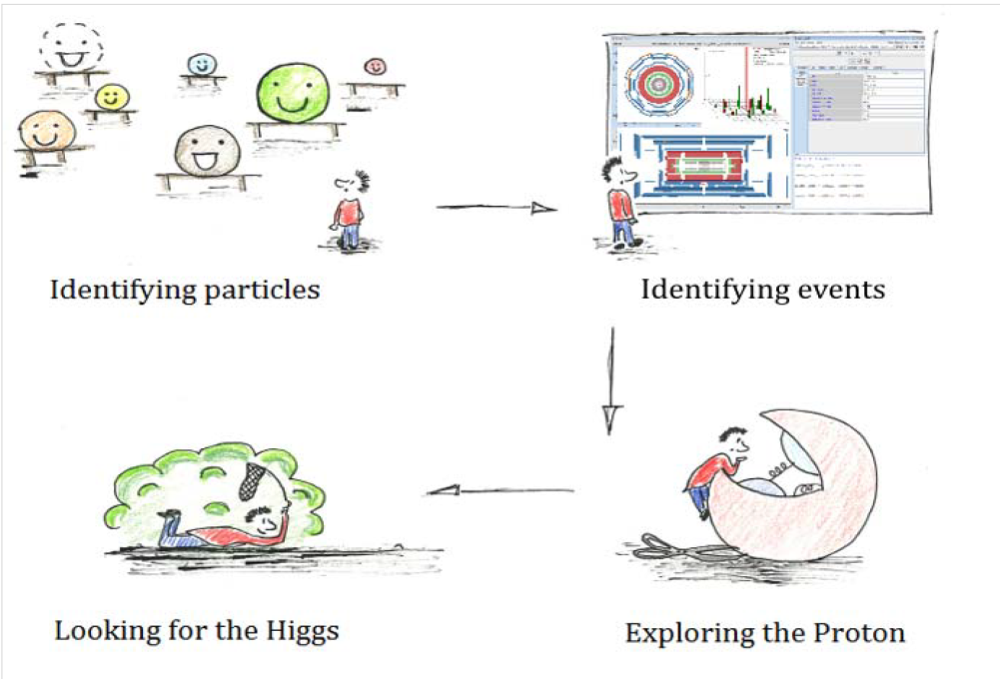 Identifying particles
Identifying events
Looking for the Higgs
Exploring the Proton